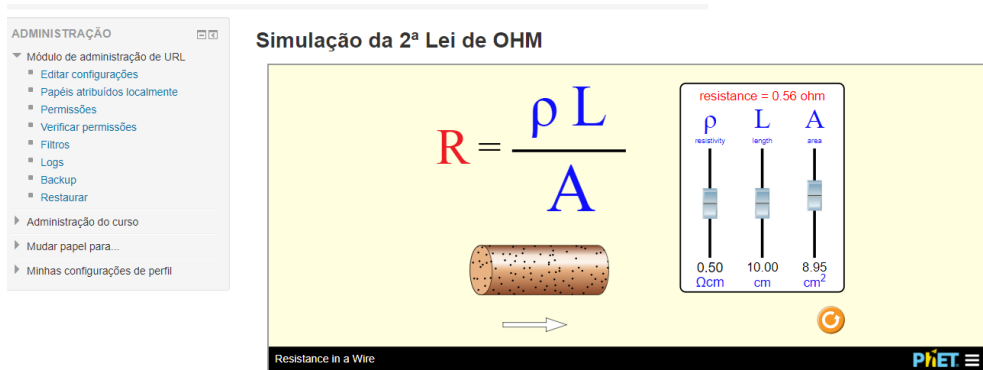 ADMINISTRAÇÃO
Módulo de administração de URL
Editar configurações
Papéis atribuídos localmente
Permissões
Verificar permissões
Filtros
Logs
Backup
Restaurar
Administração do curso
Mudar papel para...
Minhas configurações de perfil
Simulação da 2ª Lei de OHM
R = ρ L / A
resistance = 0.56 ohm
ρ L A
resistivity length area
0.50 10.00 8.95
Ωcm cm cm²
Resistance in a Wire
PhET